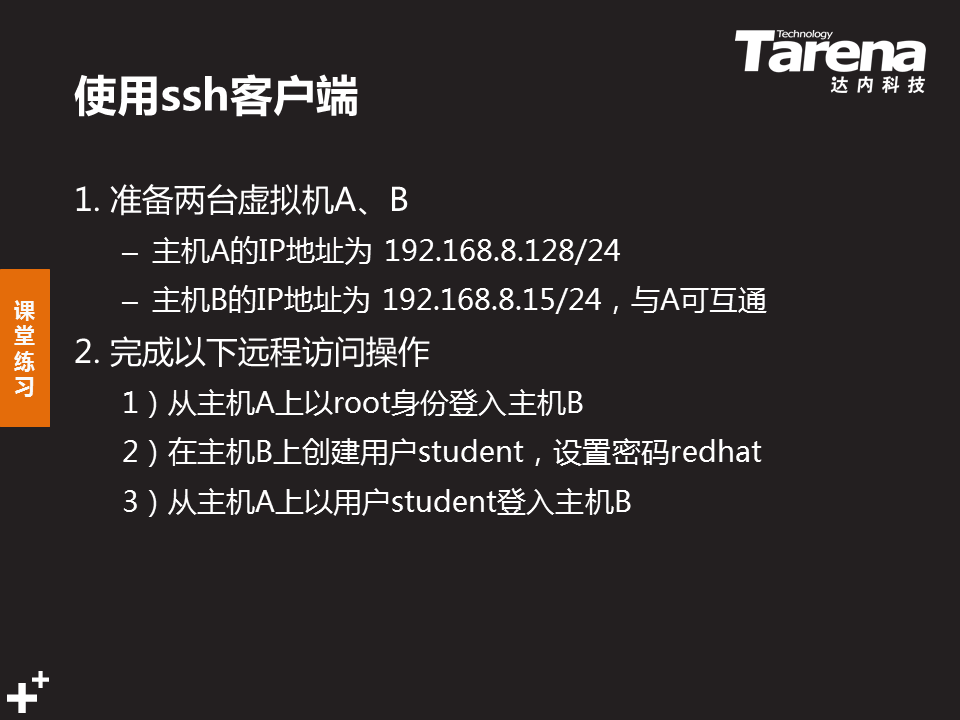 Technology
Tarena
达内科技
使用ssh客户端
1. 准备两台虚拟机A、B
– 主机A的IP地址为 192.168.8.128/24
– 主机B的IP地址为 192.168.8.15/24，与A可互通
2. 完成以下远程访问操作
1）从主机A上以root身份登入主机B
2）在主机B上创建用户student，设置密码redhat
3）从主机A上以用户student登入主机B
课
堂
练
习